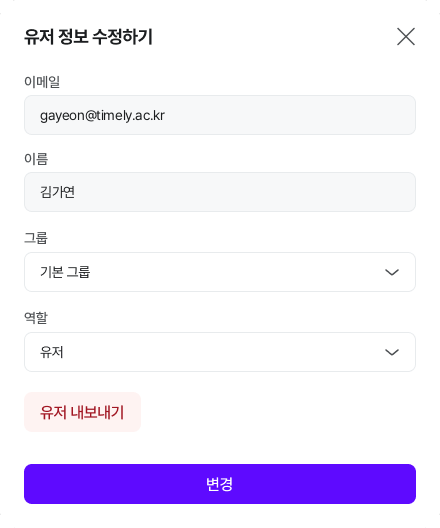 유저 정보 수정하기
이메일
gayeon@timely.ac.kr
이름
김가연
그룹
기본 그룹
역할
유저
유저 내보내기
변경